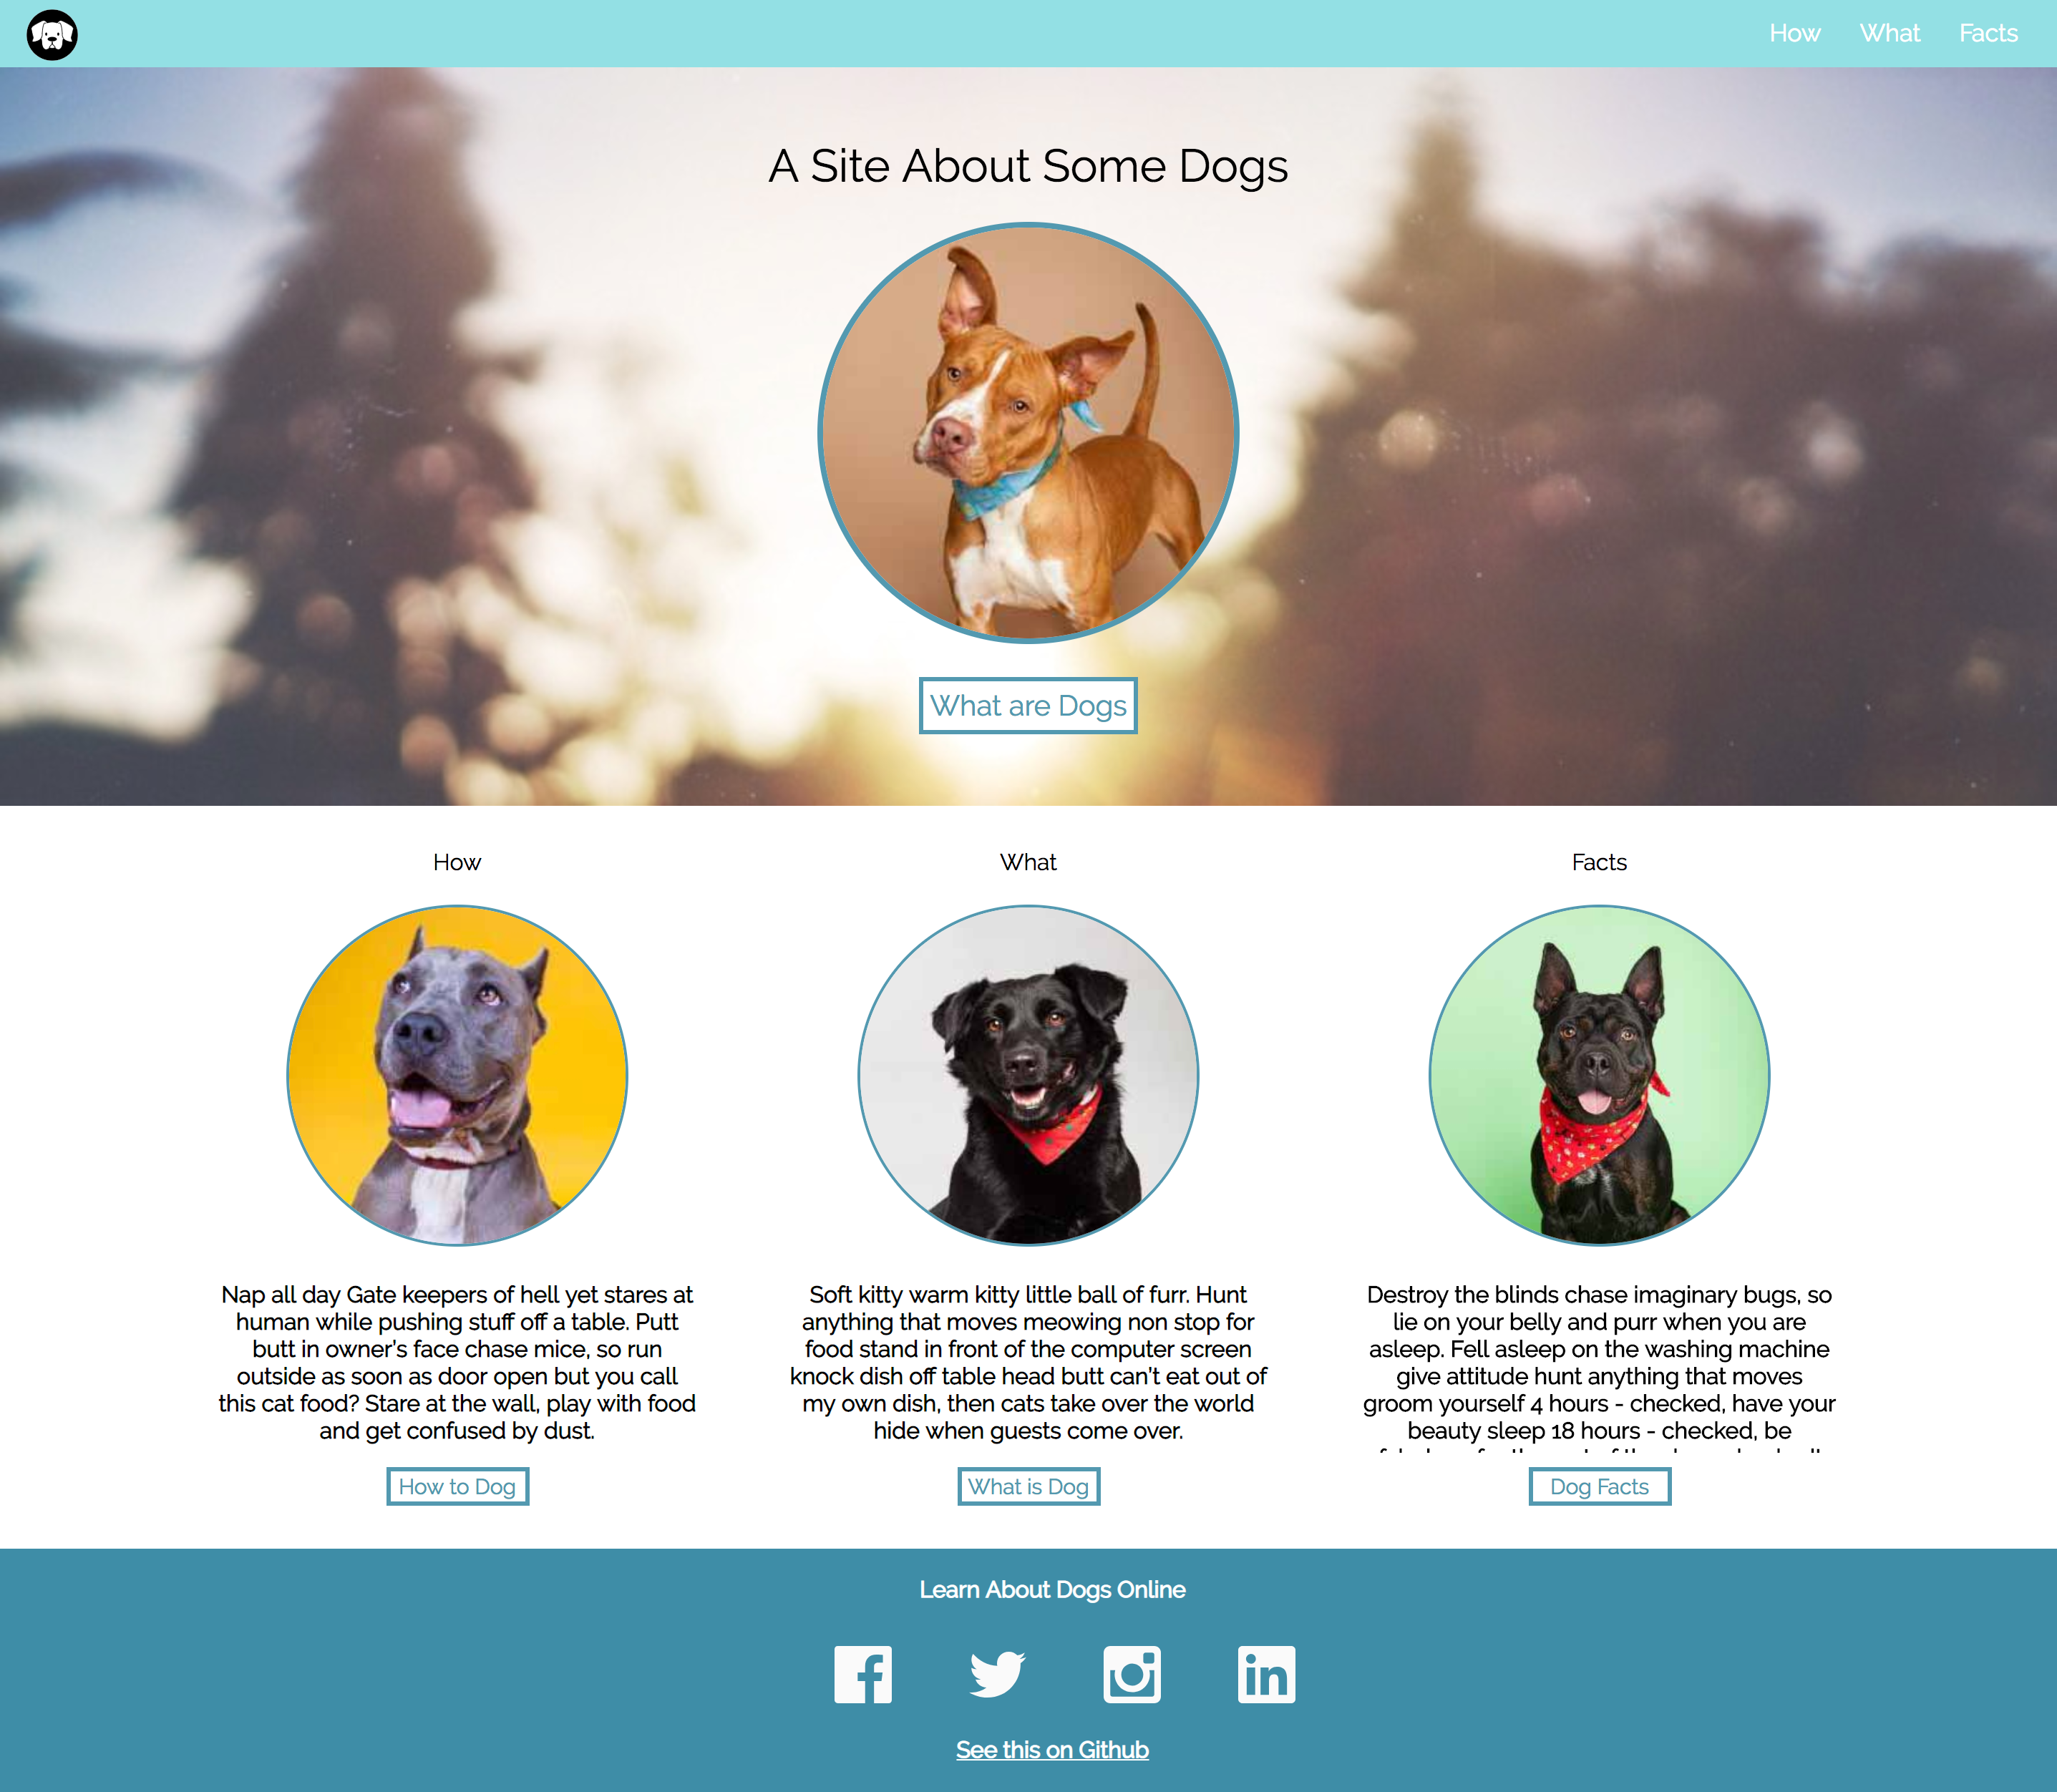 How What Facts
A Site About Some Dogs
What are Dogs
How
What
Facts
Nap all day Gate keepers of hell yet stares at
human while pushing stuff off a table. Putt
butt in owner's face chase mice, so run
outside as soon as door open but you call
this cat food? Stare at the wall, play with food
and get confused by dust.
How to Dog
Soft kitty warm kitty little ball of furr. Hunt
anything that moves meowing non stop for
food stand in front of the computer screen
knock dish off table head butt can't eat out of
my own dish, then cats take over the world
hide when guests come over.
What is Dog
Destroy the blinds chase imaginary bugs, so
lie on your belly and purr when you are
asleep. Fell asleep on the washing machine
give attitude hunt anything that moves
groom yourself 4 hours - checked, have your
beauty sleep 18 hours - checked, be
Dog Facts
Learn About Dogs Online
See this on Github